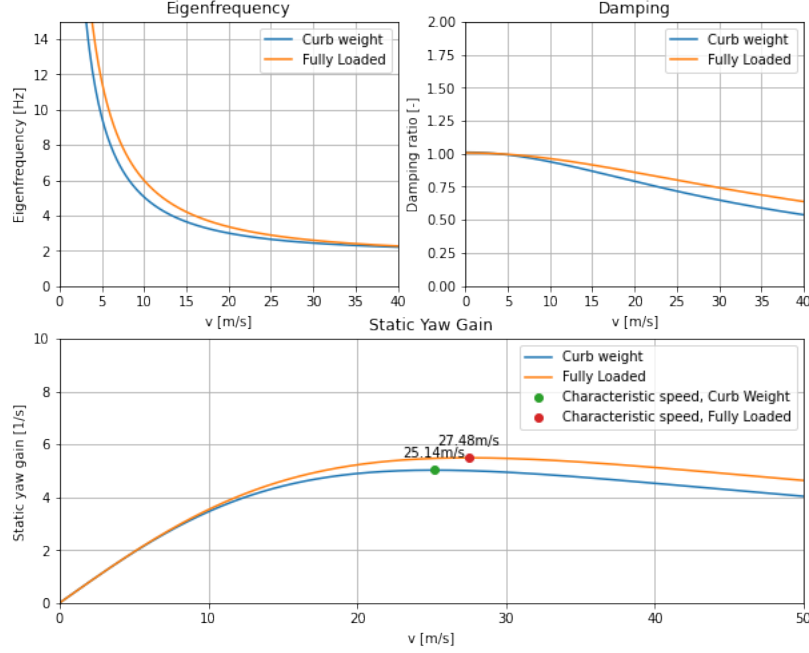 Eigenfrequency
Eigenfrequency [Hz]
14
12
10
8
6
4
2
0
0 5 10 15 20 25 30 35 40
v [m/s]
Curb weight
Fully Loaded
Damping
Damping ratio [-]
2.00
1.75
1.50
1.25
1.00
0.75
0.50
0.25
0.00
0 5 10 15 20 25 30 35 40
v [m/s]
Curb weight
Fully Loaded
Static Yaw Gain
Static yaw gain [1/s]
10
8
6
4
2
0
0 10 20 30 40 50
v [m/s]
Curb weight
Fully Loaded
Characteristic speed, Curb Weight
Characteristic speed, Fully Loaded
27.48m/s
25.14m/s